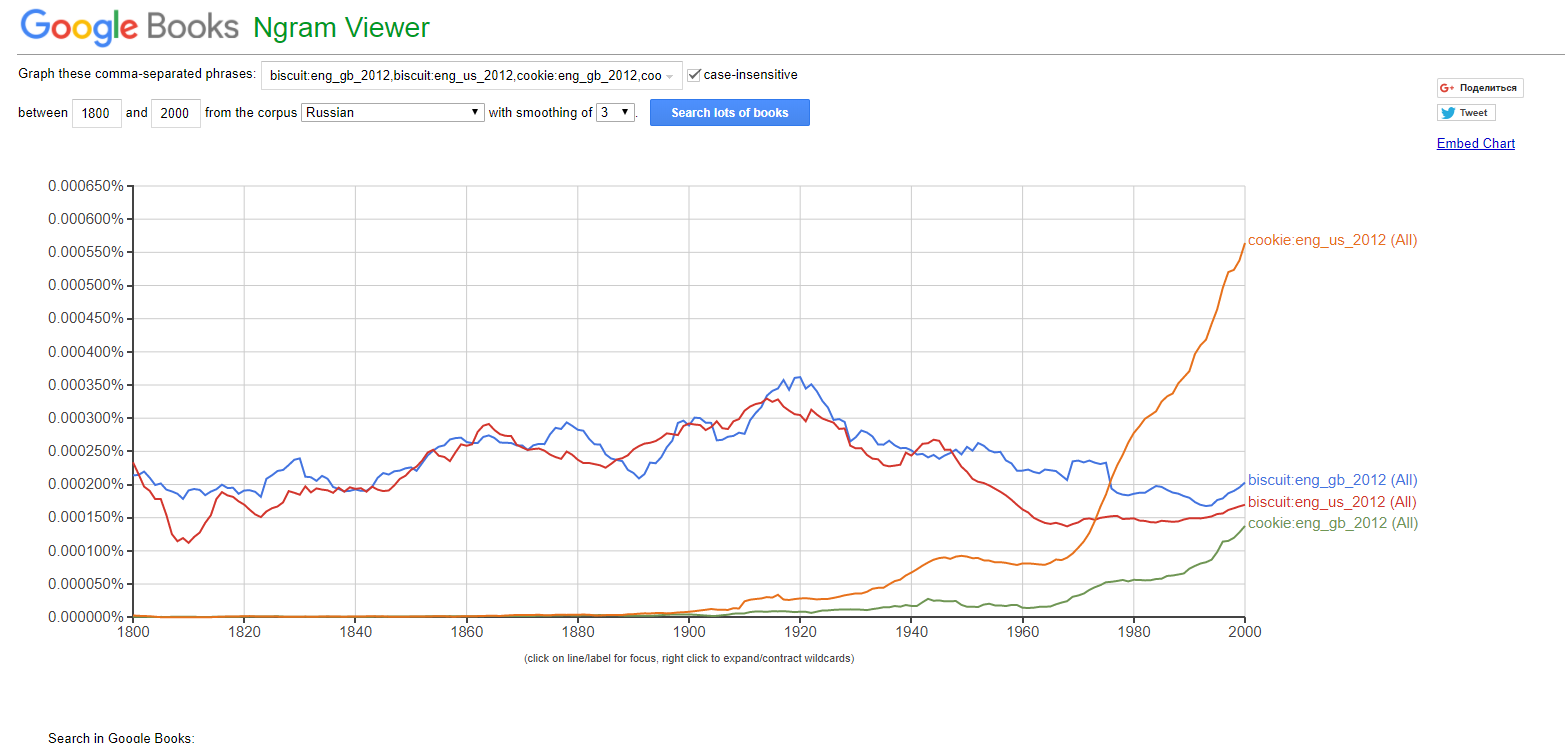 Google Books Ngram Viewer
Graph these comma-separated phrases: biscuit:eng_gb_2012,biscuit:eng_us_2012,cookie:eng_gb_2012,coo case-insensitive
between 1800 and 2000 from the corpus Russian with smoothing of 3 . Search lots of books
G+ Поделиться
Tweet
Embed Chart
0.000650%
0.000600%
0.000550%
0.000500%
0.000450%
0.000400%
0.000350%
0.000300%
0.000250%
0.000200%
0.000150%
0.000100%
0.000050%
0.000000%
cookie:eng_us_2012 (All)
biscuit:eng_gb_2012 (All)
biscuit:eng_us_2012 (All)
cookie:eng_gb_2012 (All)
1800 1820 1840 1860 1880 1900 1920 1940 1960 1980 2000
(click on line/label for focus, right click to expand/contract wildcards)
Search in Google Books: